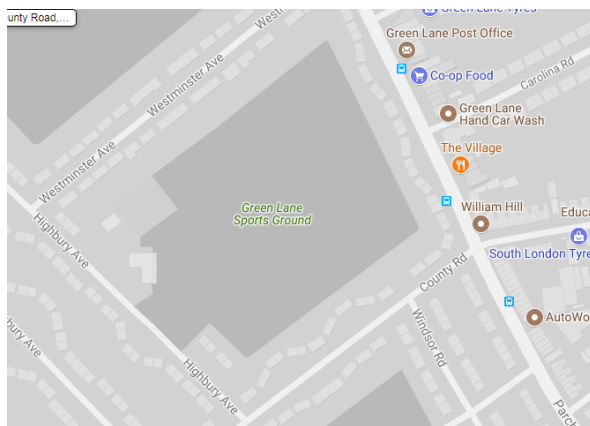 ounty Road,...
Green Lane Tyres
Green Lane Post Office
Westminster Ave
Co-op Food
Carolina Rd
Green Lane
Hand Car Wash
The Village
Westminster Ave
Green Lane
Sports Ground
William Hill
Educa
Highbury Ave
South London Tyre
County Rd
AutoWo
bury Ave
Windsor Rd
Highbury Ave
Parch